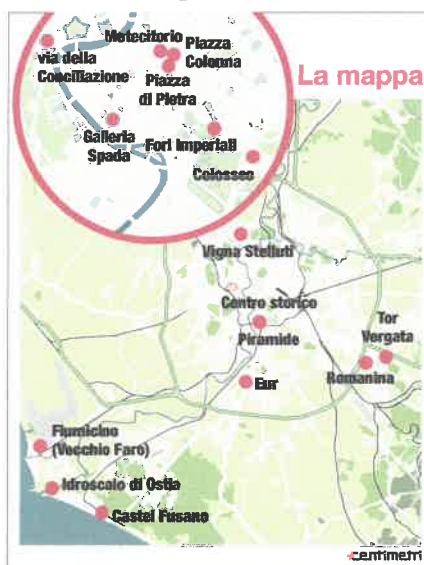 Motecitorio
Piazza
Colonna
via della
Conciliazione
Piazza
di Pietra
La mappa
Galleria
Spada
Fori Imperiali
Colosseo
Vigna Stelluti
Centro storico
Piramide
Tor
Vergata
Romanina
Eur
Fiumicino
(Vecchio Faro)
Idroscalo di Ostia
Castel Fusano
centimetri